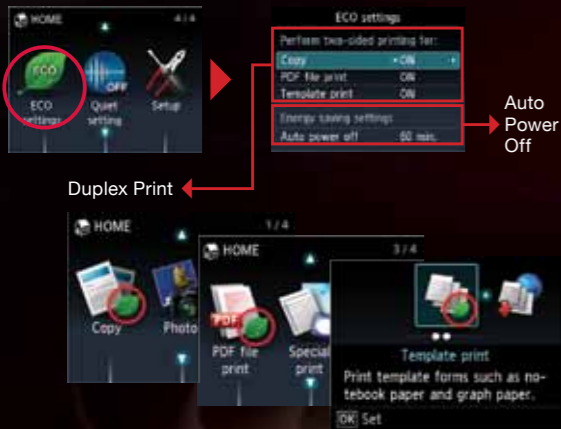 HOME 4/4
ECO
OFF
ECO settings
Quiet setting
Setup
ECO settings
Perform two-sided printing for:
Copy ON
PDF file print ON
Template print ON
Energy saving settings
Auto power off 60 min.
Auto
Power
Off
Duplex Print
HOME 1/4
Copy
Photo
HOME 3/4
PDF
PDF file
print
Special
print
Template print
Print template forms such as no-
tebook paper and graph paper.
OK Set